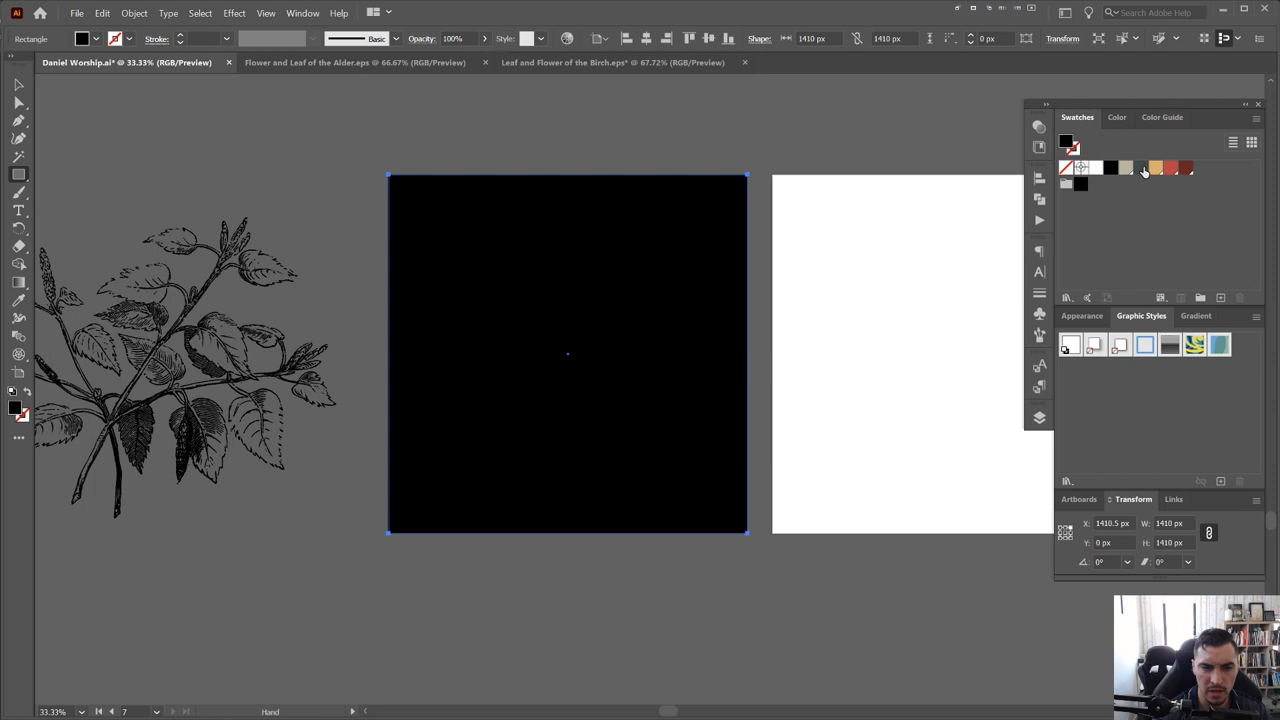 Ai File Edit Object Type Select Effect View Window Help Search Adobe Help
Rectangle Stroke: Basic Opacity: 100% Style: Shape: 1410 px 1410 px 0 px Transform
Daniel Worship.ai* @ 33.33% (RGB/Preview) Flower and Leaf of the Alder.eps @ 66.67% (RGB/Preview) Leaf and Flower of the Birch.eps* @ 67.72% (RGB/Preview)
Swatches Color Color Guide
Appearance Graphic Styles Gradient
Artboards Transform Links
X: 1410.5 px W: 1410 px
Y: 0 px H: 1410 px
0° 0°
33.33% 7 Hand